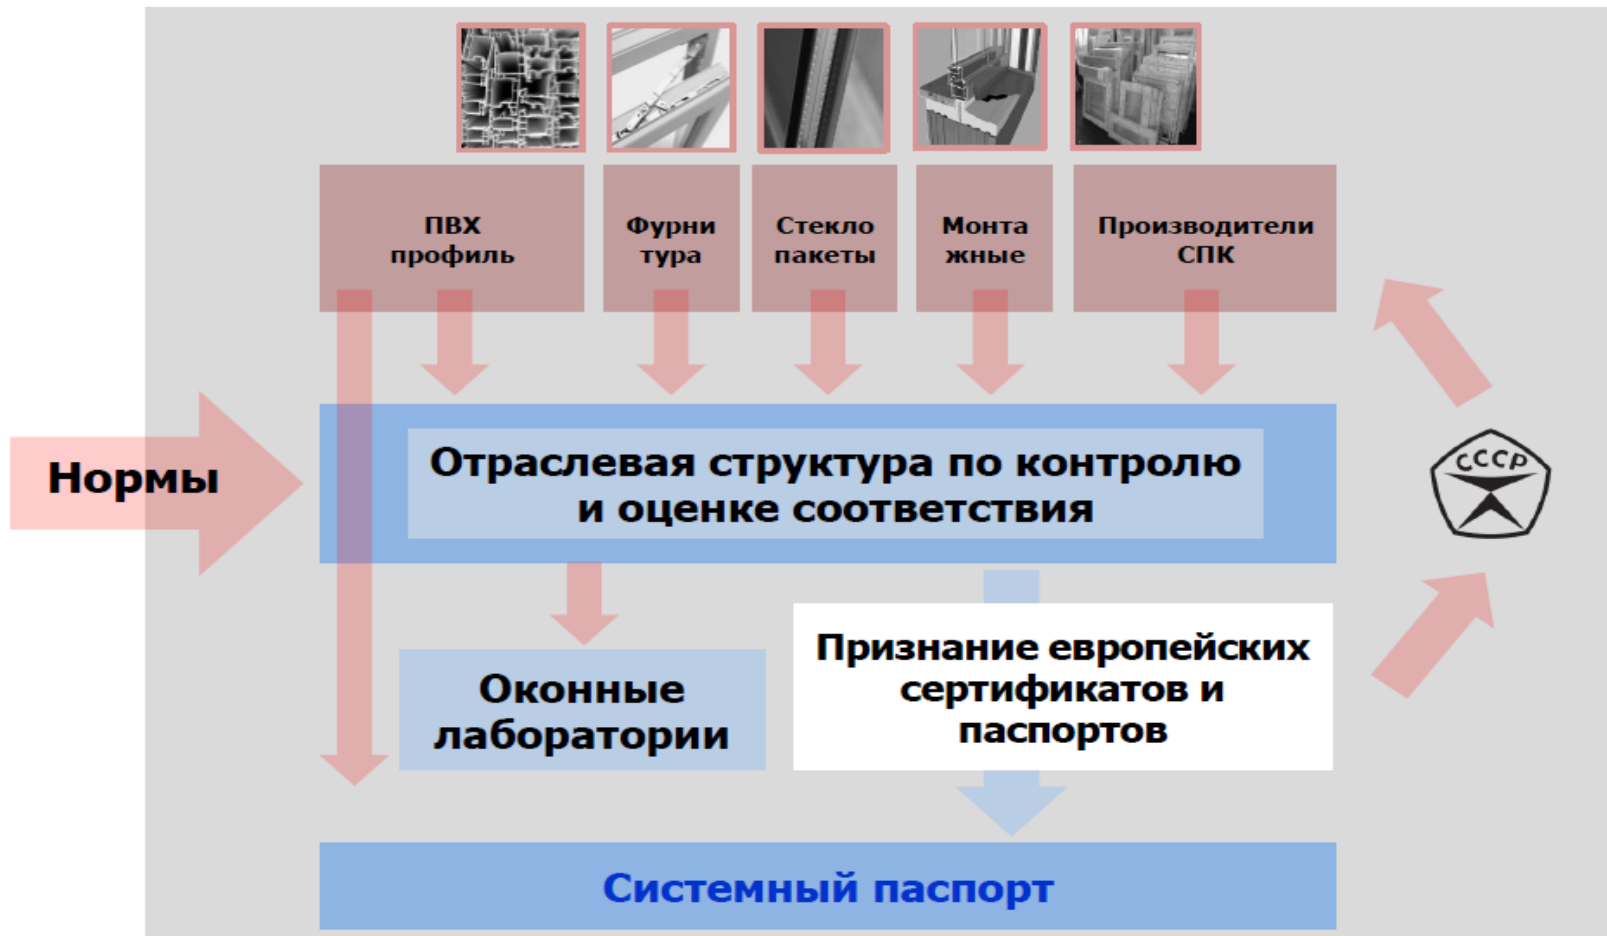 ПВХ
профиль
Фурни
тура
Стекло
пакеты
Монта
жные
Производители
СПК
Нормы
Отраслевая структура по контролю
и оценке соответствия
СССР
Оконные
лаборатории
Признание европейских
сертификатов и
паспортов
Системный паспорт